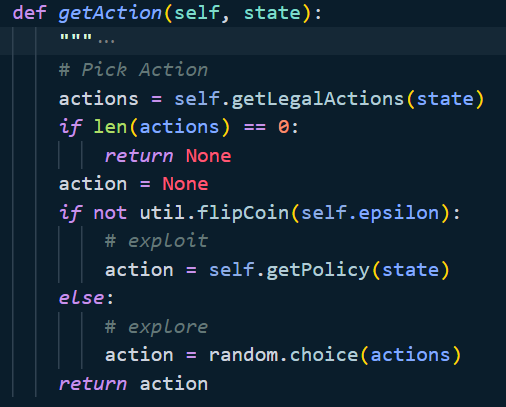 def getAction(self, state):
"""…
# Pick Action
actions = self.getLegalActions(state)
if len(actions) == 0:
return None
action = None
if not util.flipCoin(self.epsilon):
# exploit
action = self.getPolicy(state)
else:
# explore
action = random.choice(actions)
return action